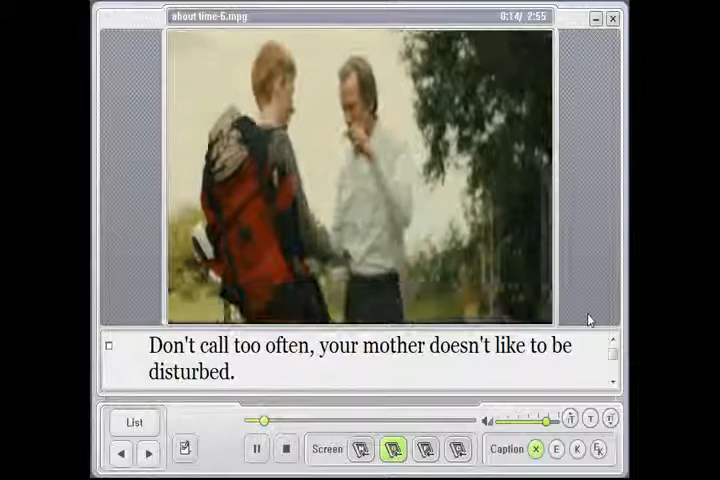 about time-6.mpg
0:14/ 2:55
Don't call too often, your mother doesn't like to be
disturbed.
List
Screen
Caption
X
E
K
EK
T
T
T